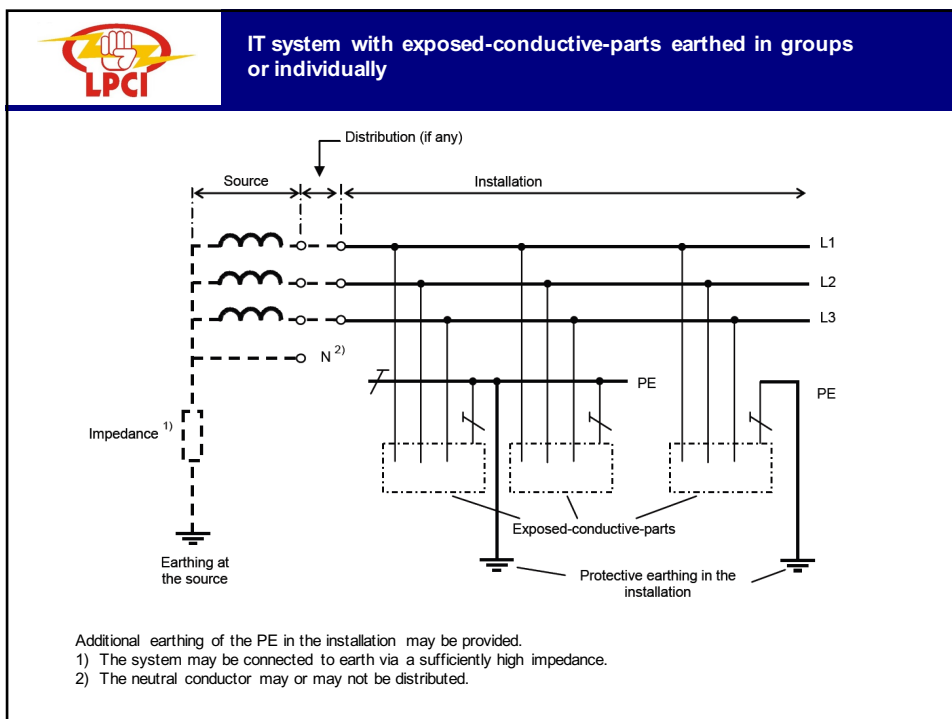 LPCI
IT system with exposed-conductive-parts earthed in groups
or individually
Distribution (if any)
Source
Installation
L1
L2
L3
N 2)
PE
PE
Impedance 1)
Exposed-conductive-parts
Earthing at
the source
Protective earthing in the
installation
Additional earthing of the PE in the installation may be provided.
1) The system may be connected to earth via a sufficiently high impedance.
2) The neutral conductor may or may not be distributed.